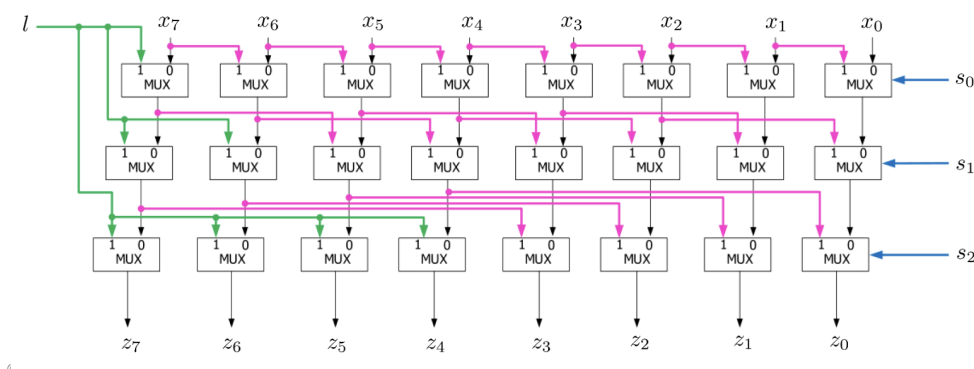 l x₇ x₆ x₅ x₄ x₃ x₂ x₁ x₀
1 0 1 0 1 0 1 0 1 0 1 0 1 0 1 0
MUX MUX MUX MUX MUX MUX MUX MUX s₀
1 0 1 0 1 0 1 0 1 0 1 0 1 0 1 0
MUX MUX MUX MUX MUX MUX MUX MUX s₁
1 0 1 0 1 0 1 0 1 0 1 0 1 0 1 0
MUX MUX MUX MUX MUX MUX MUX MUX s₂
z₇ z₆ z₅ z₄ z₃ z₂ z₁ z₀